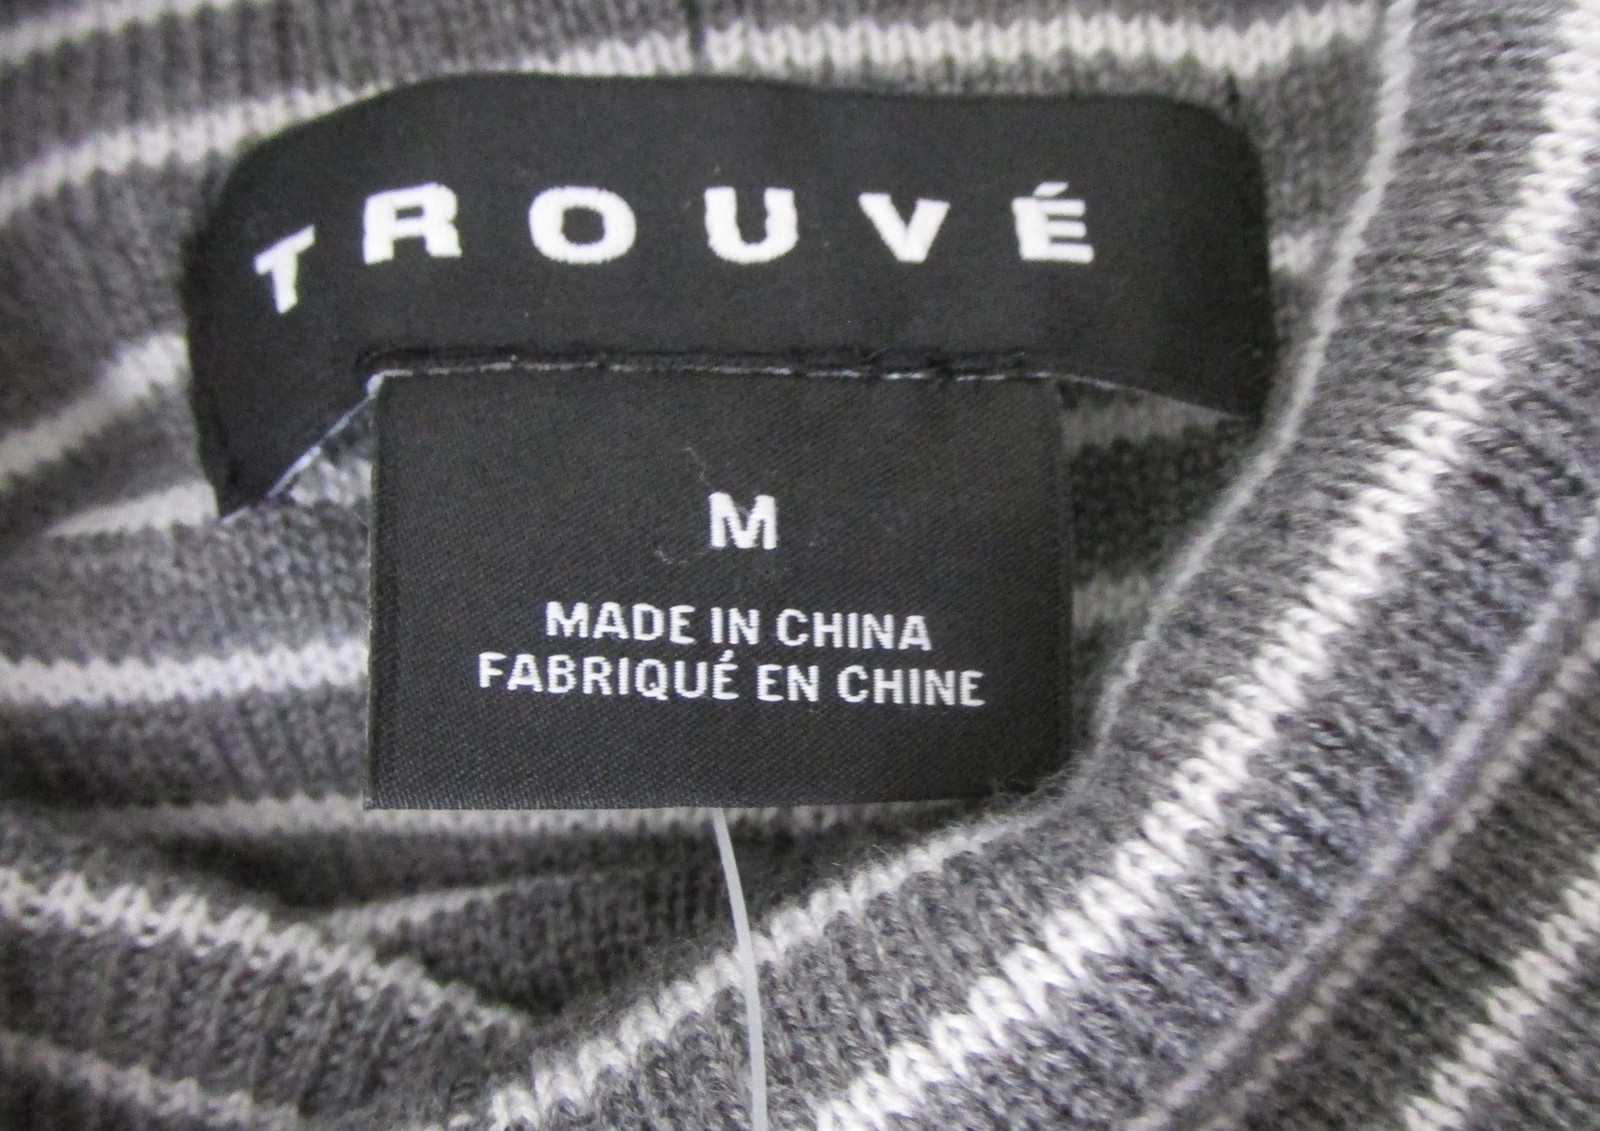 TROUVÉ
M
MADE IN CHINA
FABRIQUÉ EN CHINE